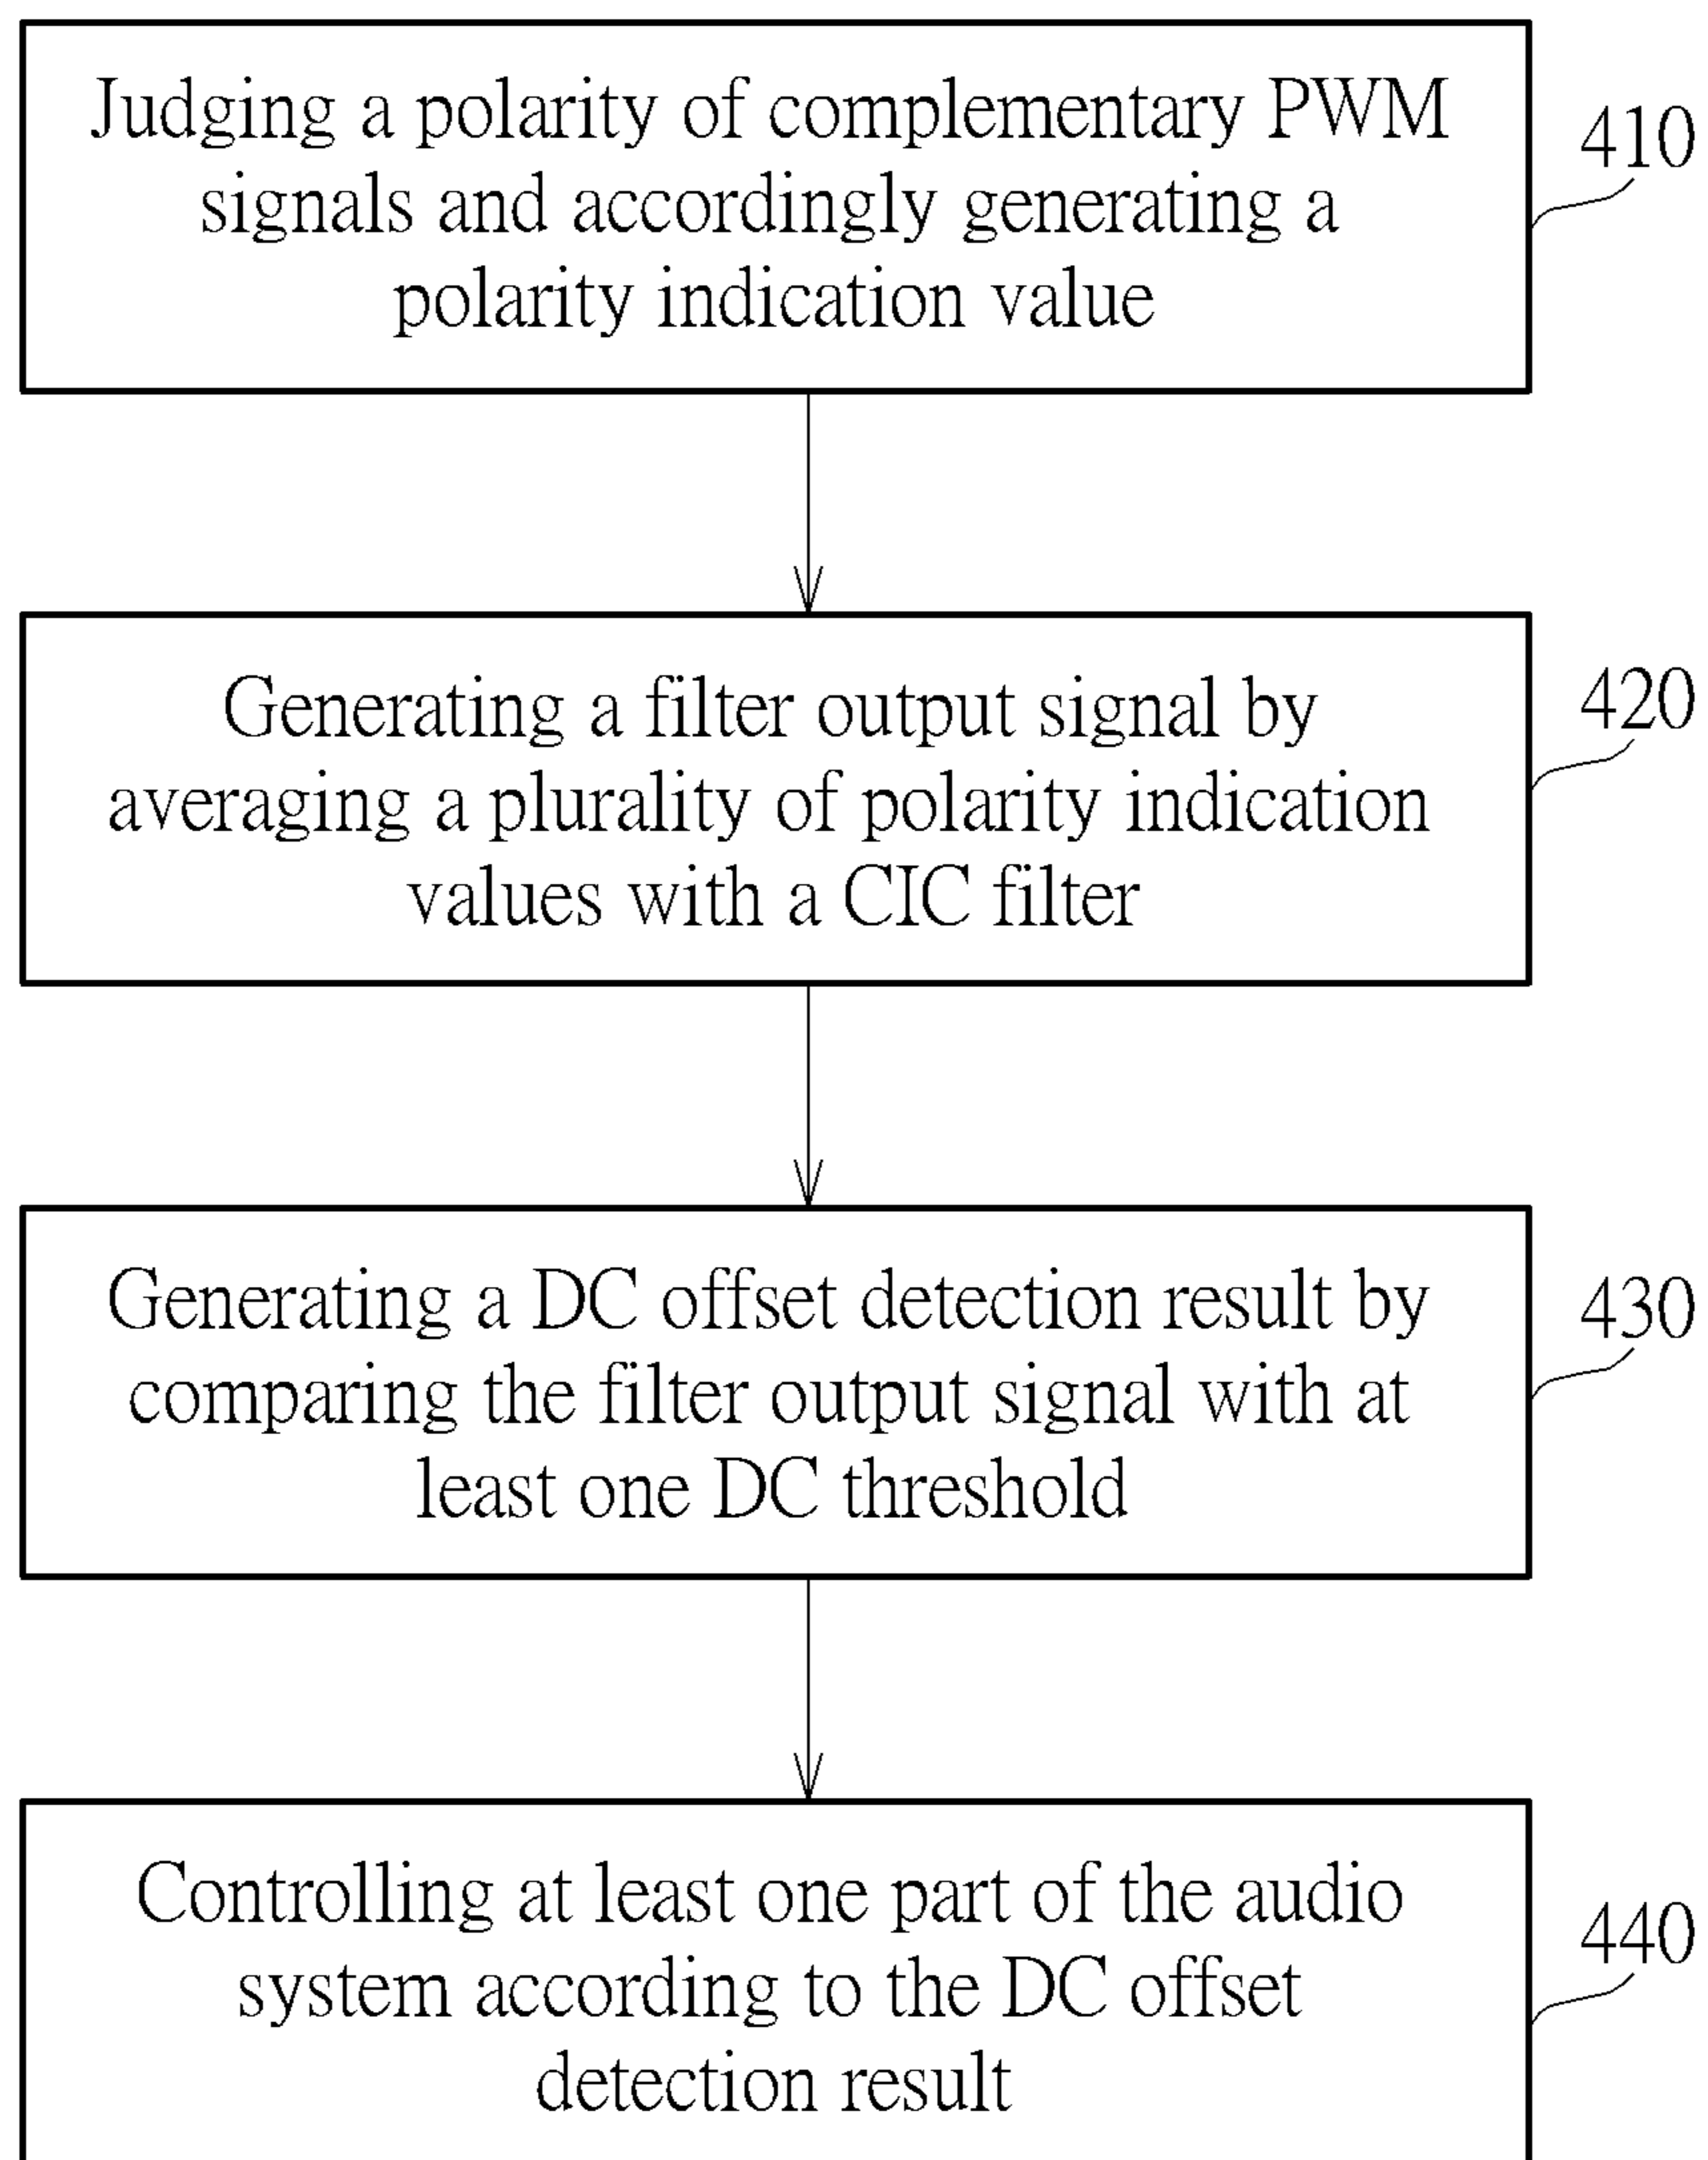 Judging a polarity of complementary PWM
signals and accordingly generating a
polarity indication value
410
Generating a filter output signal by
averaging a plurality of polarity indication
values with a CIC filter
420
Generating a DC offset detection result by
comparing the filter output signal with at
least one DC threshold
430
Controlling at least one part of the audio
system according to the DC offset
detection result
440